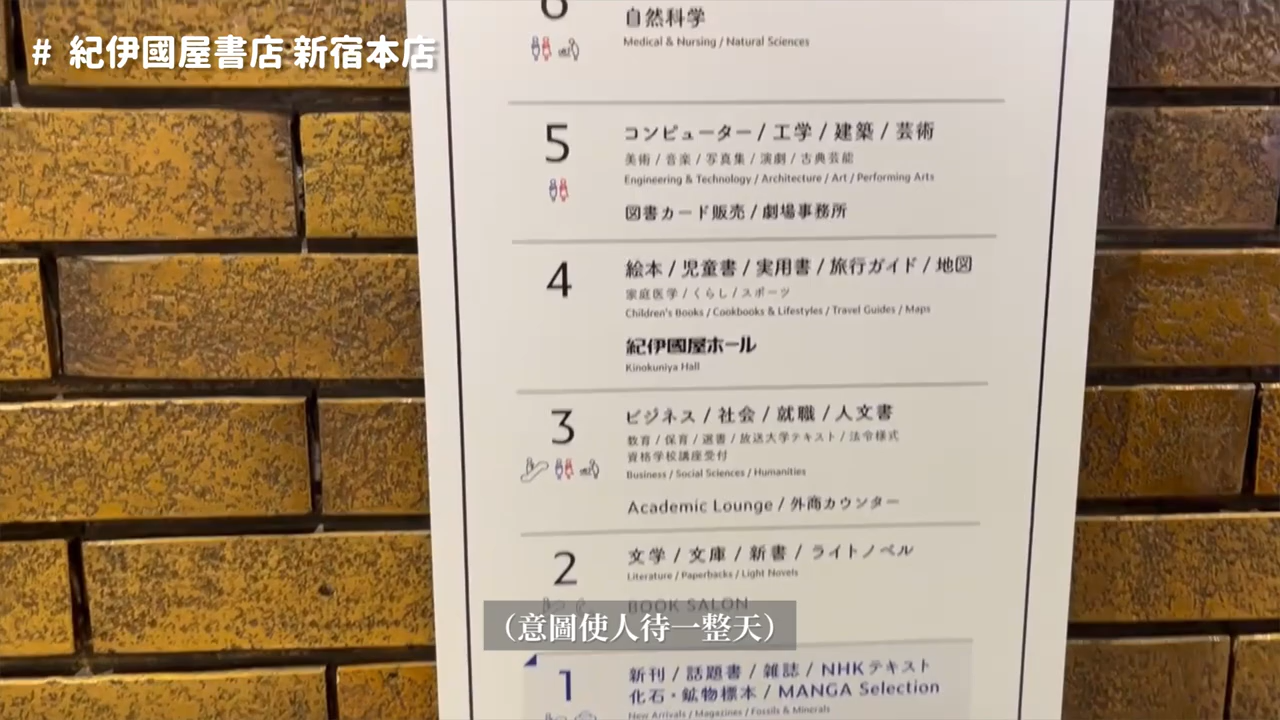 # 紀伊國屋書店 新宿本店
自然科学
Medical & Nursing / Natural Sciences
5
コンピューター / 工学 / 建築 / 芸術
美術 / 音楽 / 写真集 / 演劇 / 古典芸能
Engineering & Technology / Architecture / Art / Performing Arts
図書カード販売 / 劇場事務所
4
絵本 / 児童書 / 実用書 / 旅行ガイド / 地図
家庭医学 / くらし / スポーツ
Children's Books / Cookbooks & Lifestyles / Travel Guides / Maps
紀伊國屋ホール
Kinokuniya Hall
3
ビジネス / 社会 / 就職 / 人文書
教育 / 保育 / 選書 / 放送大学テキスト / 法令様式
資格学校講座受付
Business / Social Sciences / Humanities
Academic Lounge / 外商カウンター
2
文学 / 文庫 / 新書 / ライトノベル
Literature / Paperbacks / Light Novels
BOOK SALON
（意圖使人待一整天）
1
新刊 / 話題書 / 雑誌 / NHKテキスト
化石・鉱物標本 / MANGA Selection
New Arrivals / Magazines / Fossils & Minerals